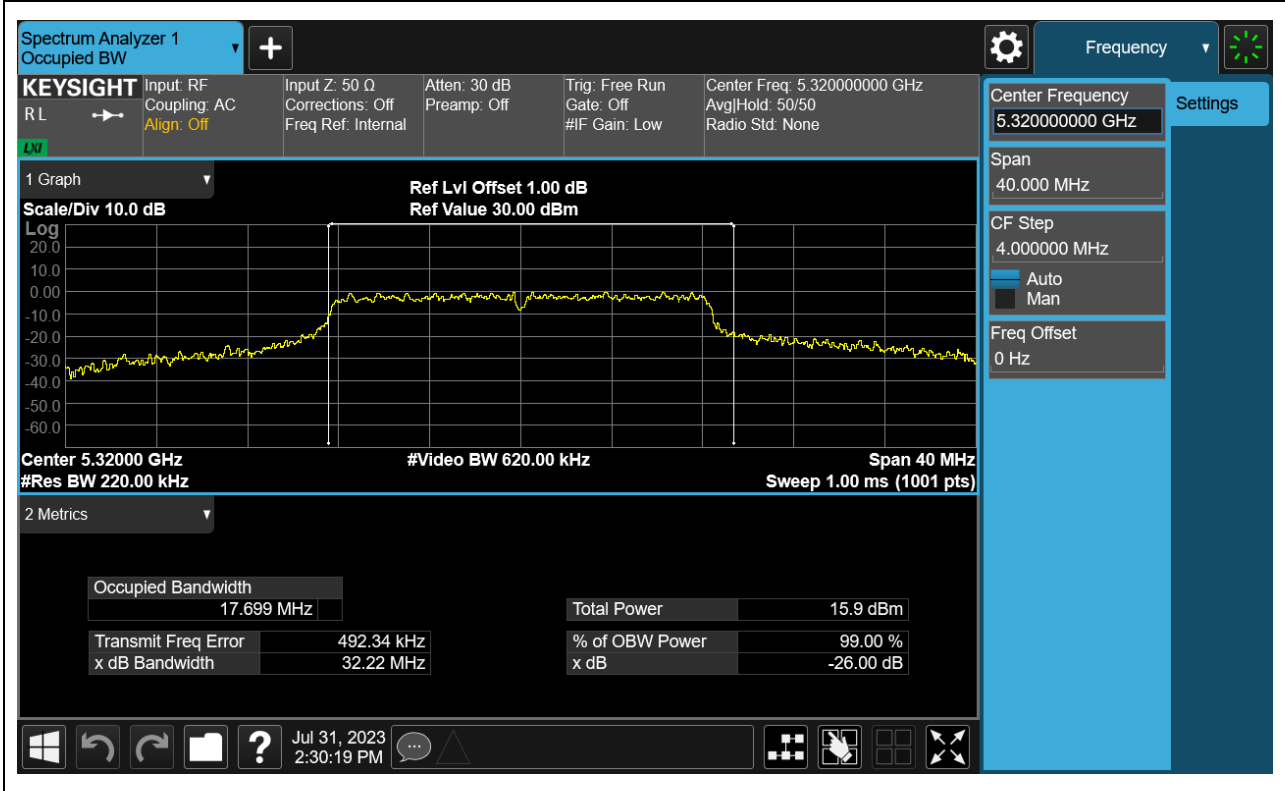 Spectrum Analyzer 1
Occupied BW
Frequency
KEYSIGHT
R L
LXI
Input: RF
Coupling: AC
Align: Off
Input Z: 50 Ω
Corrections: Off
Freq Ref: Internal
Atten: 30 dB
Preamp: Off
Trig: Free Run
Gate: Off
#IF Gain: Low
Center Freq: 5.320000000 GHz
Avg|Hold: 50/50
Radio Std: None
Center Frequency
5.320000000 GHz
Settings
Span
40.000 MHz
CF Step
4.000000 MHz
Auto
Man
Freq Offset
0 Hz
1 Graph
Scale/Div 10.0 dB
Ref Lvl Offset 1.00 dB
Ref Value 30.00 dBm
Log
20.0
10.0
0.00
-10.0
-20.0
-30.0
-40.0
-50.0
-60.0
Center 5.32000 GHz
#Video BW 620.00 kHz
Span 40 MHz
#Res BW 220.00 kHz
Sweep 1.00 ms (1001 pts)
2 Metrics
Occupied Bandwidth
17.699 MHz
Total Power 15.9 dBm
Transmit Freq Error 492.34 kHz
% of OBW Power 99.00 %
x dB Bandwidth 32.22 MHz
x dB -26.00 dB
?
Jul 31, 2023
2:30:19 PM